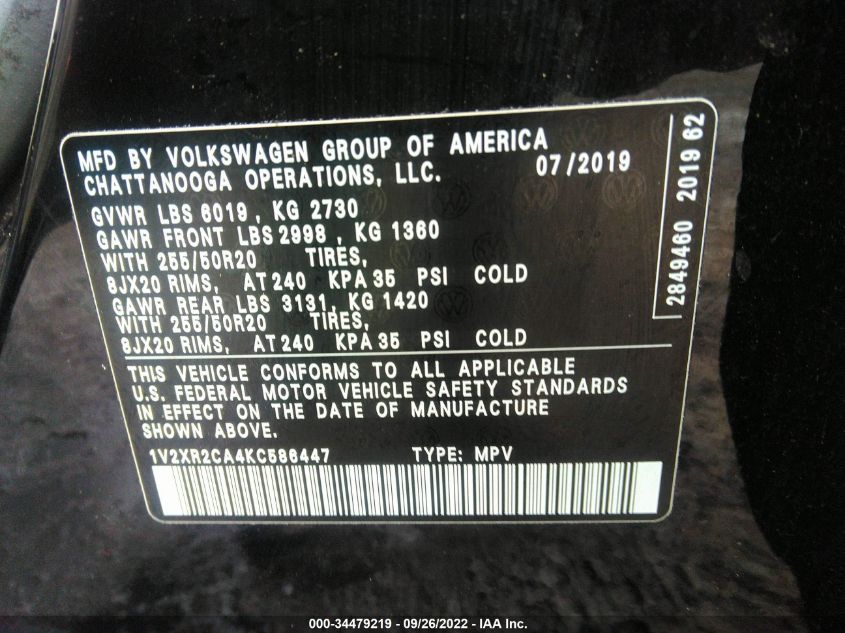 MFD BY VOLKSWAGEN GROUP OF AMERICA
CHATTANOOGA OPERATIONS, LLC. 07/2019
GVWR LBS 6019, KG 2730
GAWR FRONT LBS 2998, KG 1360
WITH 255/50R20 TIRES,
8JX20 RIMS, AT 240 KPA 35 PSI COLD
GAWR REAR LBS 3131, KG 1420
WITH 255/50R20 TIRES,
8JX20 RIMS, AT 240 KPA 35 PSI COLD
THIS VEHICLE CONFORMS TO ALL APPLICABLE
U.S. FEDERAL MOTOR VEHICLE SAFETY STANDARDS
IN EFFECT ON THE DATE OF MANUFACTURE
SHOWN ABOVE.
1V2XR2CA4KC586447 TYPE: MPV
2849460 2019 62
000-34479219 - 09/26/2022 - IAA Inc.